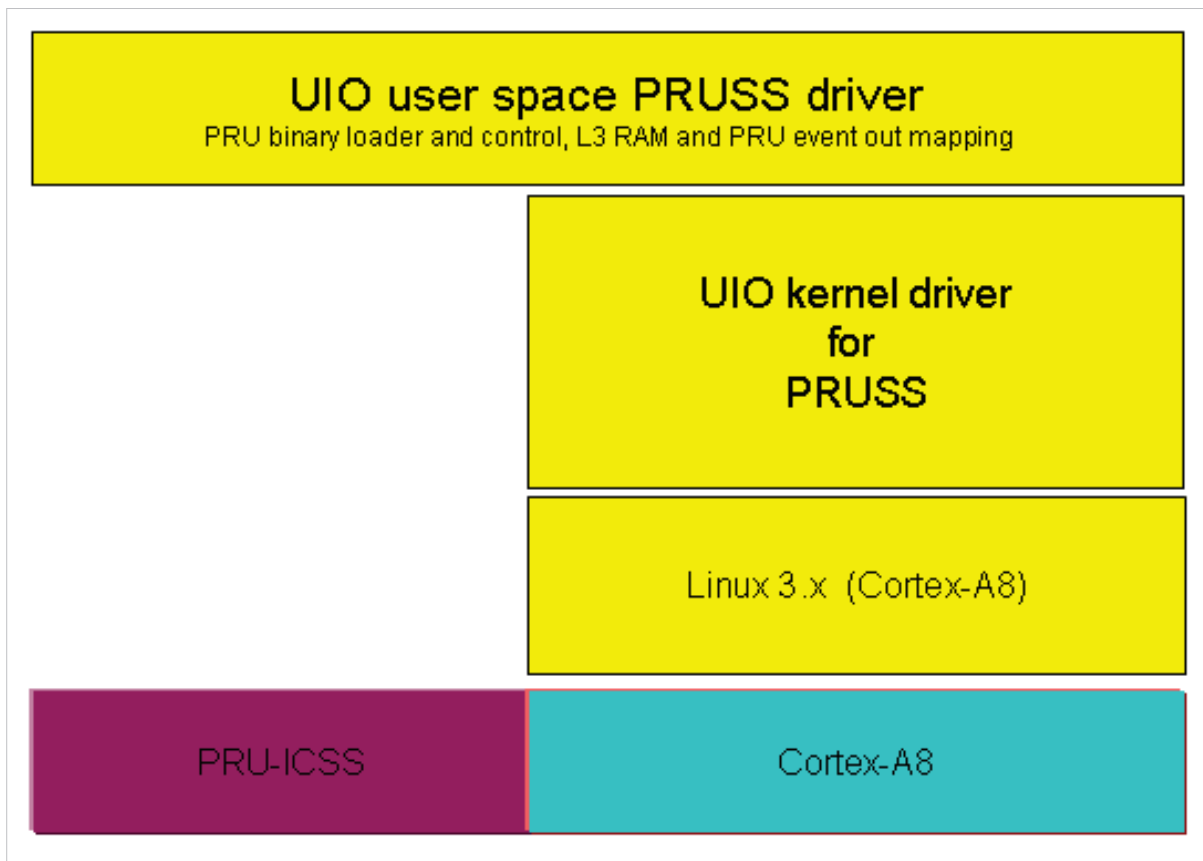 UIO user space PRUSS driver
PRU binary loader and control, L3 RAM and PRU event out mapping
UIO kernel driver
for
PRUSS
Linux 3.x (Cortex-A8)
PRU-ICSS
Cortex-A8